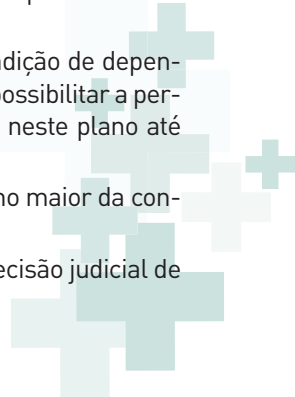 dição de depen-
possibilitar a per-
neste plano até
no maior da con-
ecisão judicial de